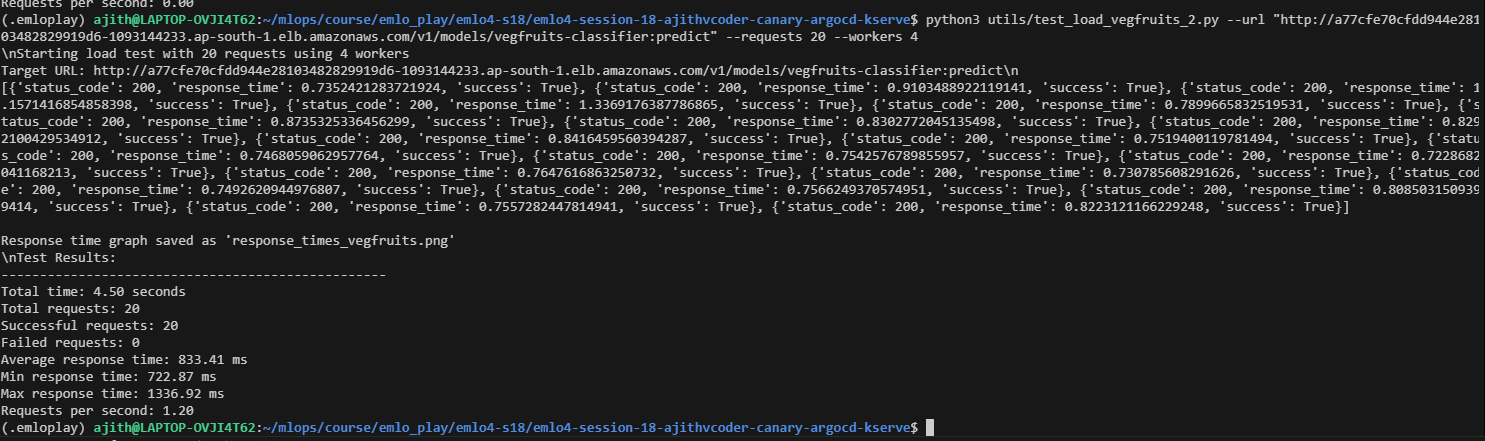 Requests per second: 0.00
(.emloplay) ajith@LAPTOP-OVJI4T62:~/mlops/course/emlo_play/emlo4-s18/emlo4-session-18-ajithvcoder-canary-argocd-kserve$ python3 utils/test_load_vegfruits_2.py --url "http://a77cfe70cfdd944e281
03482829919d6-1093144233.ap-south-1.elb.amazonaws.com/v1/models/vegfruits-classifier:predict" --requests 20 --workers 4
\nStarting load test with 20 requests using 4 workers
Target URL: http://a77cfe70cfdd944e28103482829919d6-1093144233.ap-south-1.elb.amazonaws.com/v1/models/vegfruits-classifier:predict\n
[{'status_code': 200, 'response_time': 0.7352421283721924, 'success': True}, {'status_code': 200, 'response_time': 0.9103488922119141, 'success': True}, {'status_code': 200, 'response_time': 1
.1571416854858398, 'success': True}, {'status_code': 200, 'response_time': 1.3369176387786865, 'success': True}, {'status_code': 200, 'response_time': 0.7899665832519531, 'success': True}, {'s
tatus_code': 200, 'response_time': 0.8735325336456299, 'success': True}, {'status_code': 200, 'response_time': 0.8302772045135498, 'success': True}, {'status_code': 200, 'response_time': 0.829
2100429534912, 'success': True}, {'status_code': 200, 'response_time': 0.8416459560394287, 'success': True}, {'status_code': 200, 'response_time': 0.7519400119781494, 'success': True}, {'statu
s_code': 200, 'response_time': 0.7468059062957764, 'success': True}, {'status_code': 200, 'response_time': 0.7542576789855957, 'success': True}, {'status_code': 200, 'response_time': 0.7228682
041168213, 'success': True}, {'status_code': 200, 'response_time': 0.7647616863250732, 'success': True}, {'status_code': 200, 'response_time': 0.730785608291626, 'success': True}, {'status_cod
e': 200, 'response_time': 0.7492620944976807, 'success': True}, {'status_code': 200, 'response_time': 0.7566249370574951, 'success': True}, {'status_code': 200, 'response_time': 0.808503150939
9414, 'success': True}, {'status_code': 200, 'response_time': 0.7557282447814941, 'success': True}, {'status_code': 200, 'response_time': 0.8223121166229248, 'success': True}]
Response time graph saved as 'response_times_vegfruits.png'
\nTest Results:
--------------------------------------------------
Total time: 4.50 seconds
Total requests: 20
Successful requests: 20
Failed requests: 0
Average response time: 833.41 ms
Min response time: 722.87 ms
Max response time: 1336.92 ms
Requests per second: 1.20
(.emloplay) ajith@LAPTOP-OVJI4T62:~/mlops/course/emlo_play/emlo4-s18/emlo4-session-18-ajithvcoder-canary-argocd-kserve$